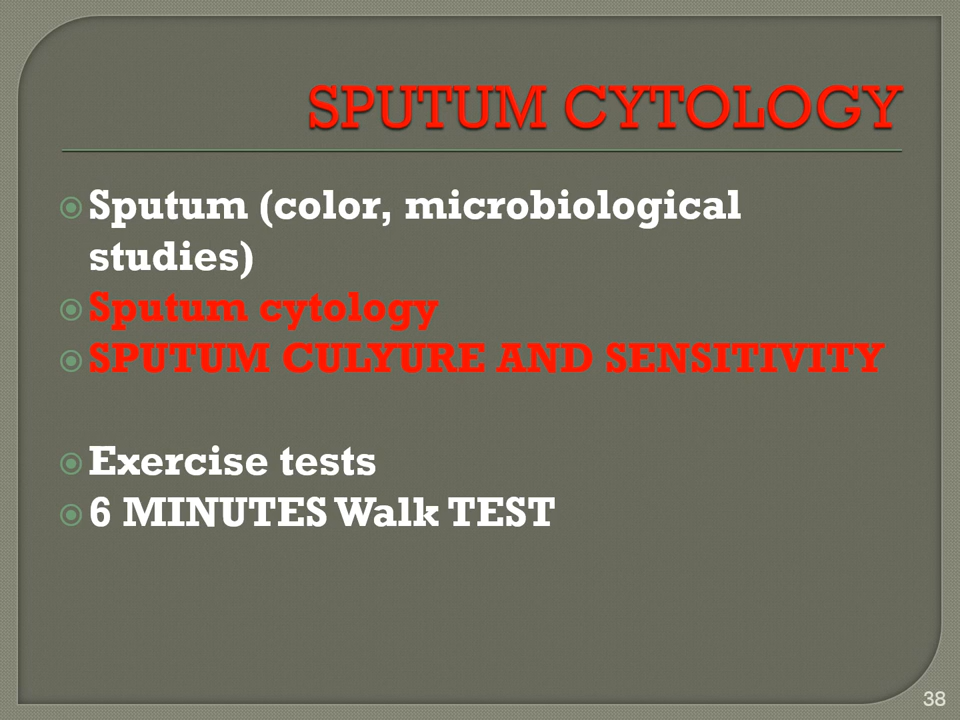 SPUTUM CYTOLOGY
Sputum (color, microbiological
studies)
Sputum cytology
SPUTUM CULYURE AND SENSITIVITY
Exercise tests
6 MINUTES Walk TEST
38